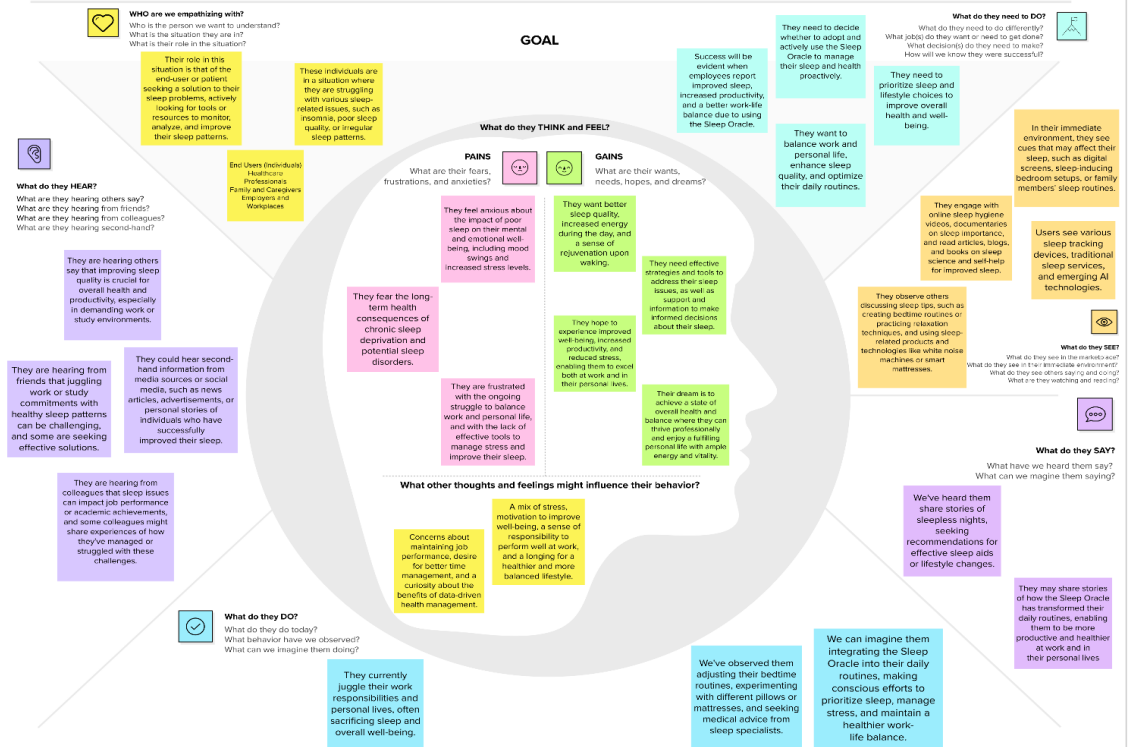 WHO are we empathizing with?
Who is the person we want to understand?
What is the situation they are in?
What is their role in the situation?
Their role in this
situation is that of the
end-user or patient
seeking a solution to their
sleep problems, actively
looking for tools or
resources to monitor,
analyze, and improve
their sleep patterns.
These individuals are
in a situation where
they are struggling
with various sleep-
related issues, such as
insomnia, poor sleep
quality, or irregular
sleep patterns.
End Users (Individuals)
Healthcare
Professionals
Family and Caregivers
Employers and
Workplaces
GOAL
What do they need to DO?
What do they need to do differently?
What job(s) do they want or need to get done?
What decision(s) do they need to make?
How will we know they were successful?
Success will be
evident when
employees report
improved sleep,
increased productivity,
and a better work-life
balance due to using
the Sleep Oracle.
They need to decide
whether to adopt and
actively use the Sleep
Oracle to manage
their sleep and health
proactively.
They need to
prioritize sleep and
lifestyle choices to
improve overall
health and well-
being.
They want to
balance work and
personal life,
enhance sleep
quality, and optimize
their daily routines.
What do they HEAR?
What are they hearing others say?
What are they hearing from friends?
What are they hearing from colleagues?
What are they hearing second-hand?
They are hearing others
say that improving sleep
quality is crucial for
overall health and
productivity, especially
in demanding work or
study environments.
They are hearing from
friends that juggling
work or study
commitments with
healthy sleep patterns
can be challenging,
and some are seeking
effective solutions.
They could hear second-
hand information from
media sources or social
media, such as news
articles, advertisements, or
personal stories of
individuals who have
successfully
improved their sleep.
They are hearing from
colleagues that sleep issues
can impact job performance
or academic achievements,
and some colleagues might
share experiences of how
they've managed or
struggled with these
challenges.
What do they THINK and FEEL?
PAINS
What are their fears,
frustrations, and anxieties?
GAINS
What are their wants,
needs, hopes, and dreams?
They feel anxious about
the impact of poor
sleep on their mental
and emotional well-
being, including mood
swings and
increased stress levels.
They fear the long-
term health
consequences of
chronic sleep
deprivation and
potential sleep
disorders.
They are frustrated
with the ongoing
struggle to balance
work and personal life,
and with the lack of
effective tools to
manage stress and
improve their sleep.
They want better
sleep quality,
increased energy
during the day, and
a sense of
rejuvenation upon
waking.
They need effective
strategies and tools to
address their sleep
issues, as well as
support and
information to make
informed decisions
about their sleep.
They hope to
experience improved
well-being, increased
productivity, and
reduced stress,
enabling them to excel
both at work and in
their personal lives.
Their dream is to
achieve a state of
overall health and
balance where they can
thrive professionally
and enjoy a fulfilling
personal life with ample
energy and vitality.
What other thoughts and feelings might influence their behavior?
Concerns about
maintaining job
performance, desire
for better time
management, and a
curiosity about the
benefits of data-driven
health management.
A mix of stress,
motivation to improve
well-being, a sense of
responsibility to
perform well at work,
and a longing for a
healthier and more
balanced lifestyle.
In their immediate
environment, they see
cues that may affect their
sleep, such as digital
screens, sleep-inducing
bedroom setups, or family
members' sleep routines.
They engage with
online sleep hygiene
videos, documentaries
on sleep importance,
and read articles, blogs,
and books on sleep
science and self-help
for improved sleep.
Users see various
sleep tracking
devices, traditional
sleep services,
and emerging AI
technologies.
They observe others
discussing sleep tips, such as
creating bedtime routines or
practicing relaxation
techniques, and using sleep-
related products and
technologies like white noise
machines or smart
mattresses.
What do they SEE?
What do they see in the marketplace?
What do they see in their immediate environment?
What do they see others saying and doing?
What are they watching and reading?
What do they SAY?
What have we heard them say?
What can we magine them saying?
We've heard them
share stories of
sleepless nights,
seeking
recommendations for
effective sleep aids
or lifestyle changes.
They may share stories
of how the Sleep Oracle
has transformed their
daily routines, enabling
them to be more
productive and healthier
at work and in
their personal lives
What do they DO?
What do they do today?
What behavior have we observed?
What can we imagine them doing?
They currently
juggle their work
responsibilities and
personal lives, often
sacrificing sleep and
overall well-being.
We've observed them
adjusting their bedtime
routines, experimenting
with different pillows or
mattresses, and seeking
medical advice from
sleep specialists.
We can imagine them
integrating the Sleep
Oracle into their daily
routines, making
conscious efforts to
prioritize sleep, manage
stress, and maintain a
healthier work-
life balance.